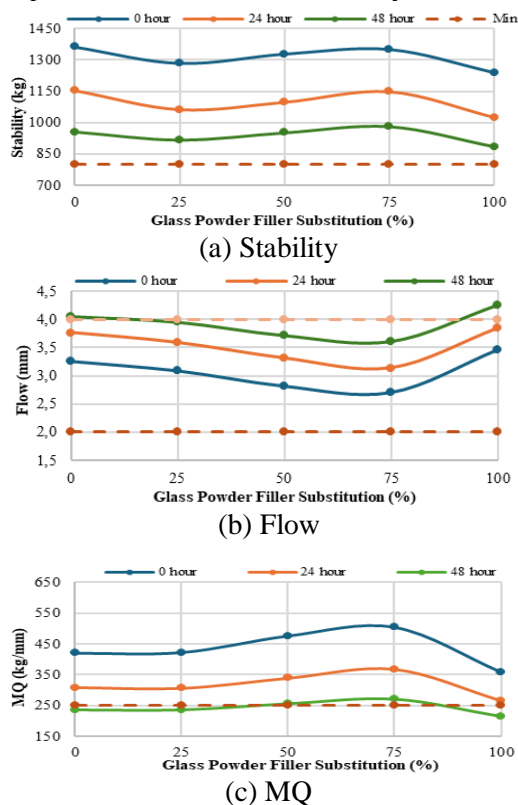 0 hour 24 hour 48 hour Min
1450
1300
1150
1000
850
700
Stability (kg)
0 25 50 75 100
Glass Powder Filler Substitution (%)
(a) Stability
0 hour 24 hour 48 hour
4,5
4,0
3,5
3,0
2,5
2,0
1,5
Flow (mm)
0 25 50 75 100
Glass Powder Filler Substitution (%)
(b) Flow
0 hour 24 hour 48 hour
650
550
450
350
250
150
MQ (kg/mm)
0 25 50 75 100
Glass Powder Filler Substitution (%)
(c) MQ